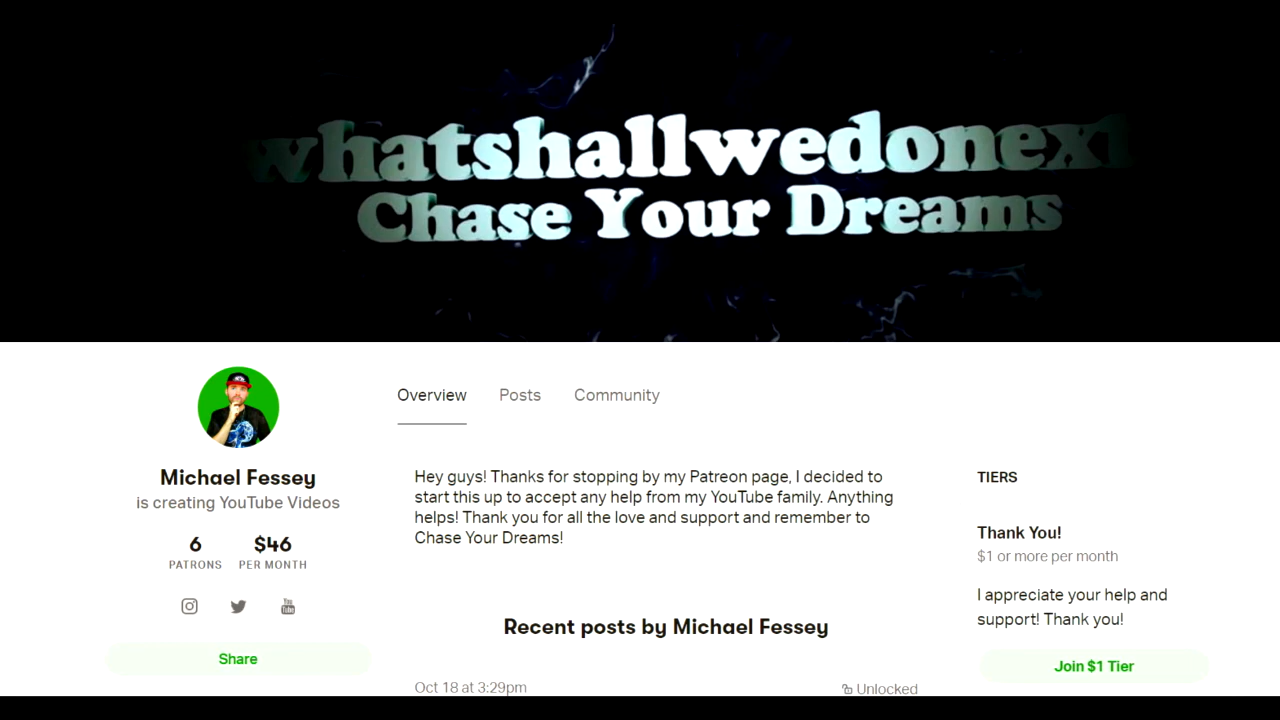 whatshallwedonext
Chase Your Dreams
Michael Fessey
is creating YouTube Videos
6
PATRONS
$46
PER MONTH
Share
Overview
Posts
Community
Hey guys! Thanks for stopping by my Patreon page, I decided to
start this up to accept any help from my YouTube family. Anything
helps! Thank you for all the love and support and remember to
Chase Your Dreams!
Recent posts by Michael Fessey
Oct 18 at 3:29pm
Unlocked
TIERS
Thank You!
$1 or more per month
I appreciate your help and
support! Thank you!
Join $1 Tier